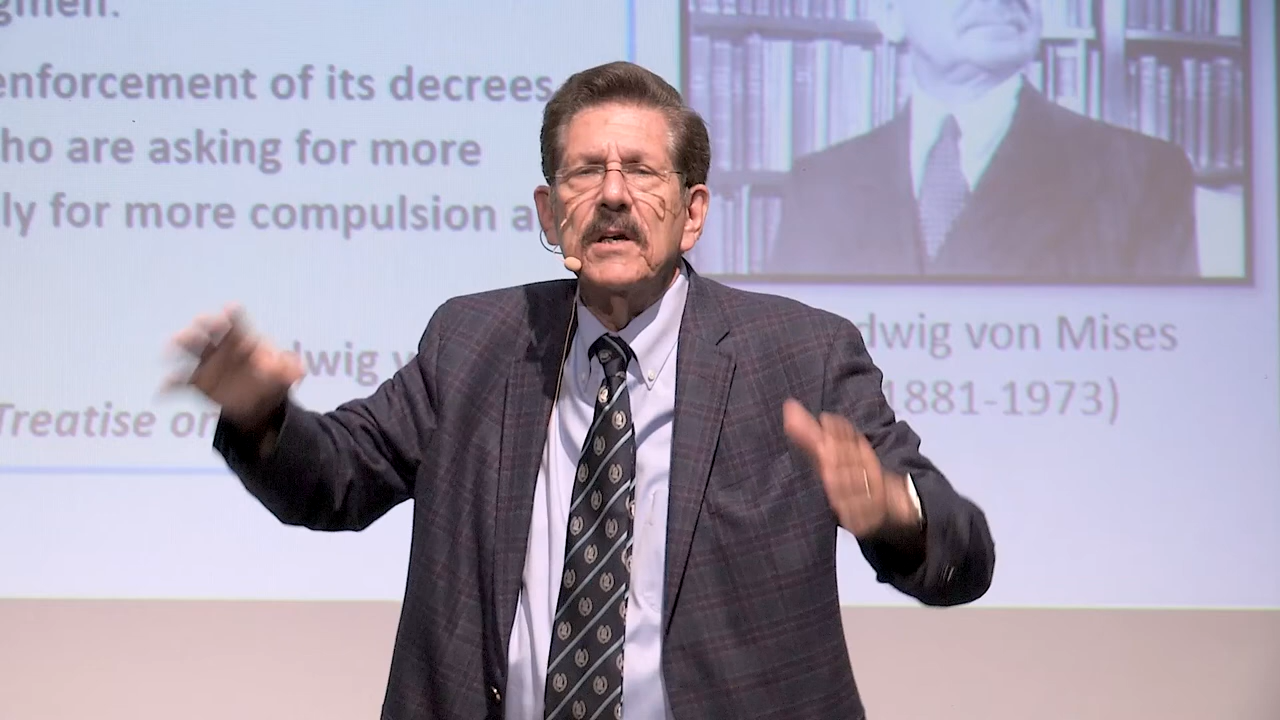 enforcement of its decrees
ho are asking for more
ly for more compulsion a
dwig v
Treatise on
dwig von Mises
1881-1973)